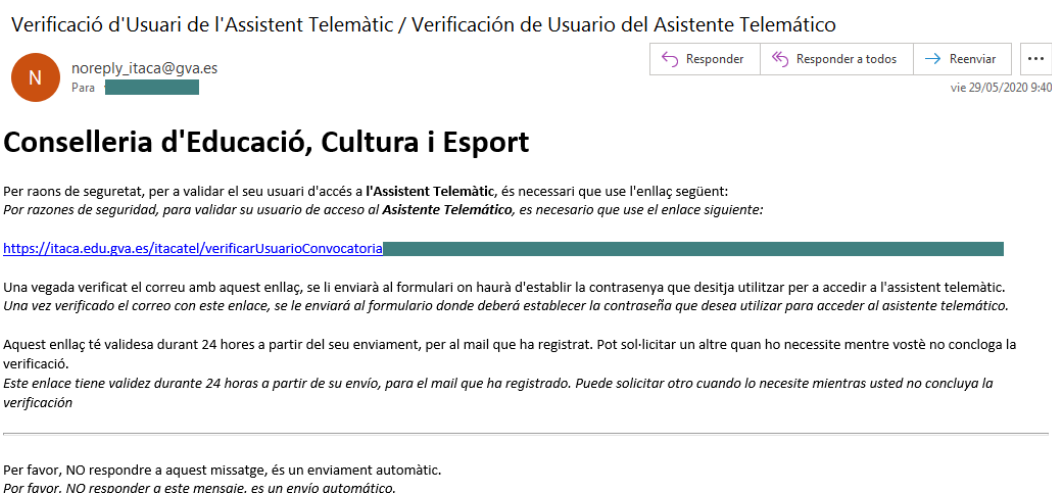 Verificació d'Usuari de l'Assistent Telemàtic / Verificación de Usuario del Asistente Telemático
Responder
Responder a todos
Reenviar
N
noreply_itaca@gva.es
Para
vie 29/05/2020 9:40
Conselleria d'Educació, Cultura i Esport
Per raons de seguretat, per a validar el seu usuari d'accés a l'Assistent Telemàtic, és necessari que use l'enllaç següent:
Por razones de seguridad, para validar su usuario de acceso al Asistente Telemático, es necesario que use el enlace siguiente:
https://itaca.edu.gva.es/itacatel/verificarUsuarioConvocatoria
Una vegada verificat el correu amb aquest enllaç, se li enviarà al formulari on haurà d'establir la contrasenya que desitja utilitzar per a accedir a l'assistent telemàtic.
Una vez verificado el correo con este enlace, se le enviará al formulario donde deberá establecer la contraseña que desea utilizar para acceder al asistente telemático.
Aquest enllaç té validesa durant 24 hores a partir del seu enviament, per al mail que ha registrat. Pot sol·licitar un altre quan ho necessite mentre vostè no concloga la
verificació.
Este enlace tiene validez durante 24 horas a partir de su envío, para el mail que ha registrado. Puede solicitar otro cuando lo necesite mientras usted no concluya la
verificación
Per favor, NO respondre a aquest missatge, és un enviament automàtic.
Por favor, NO responder a este mensaje, es un envío automático.